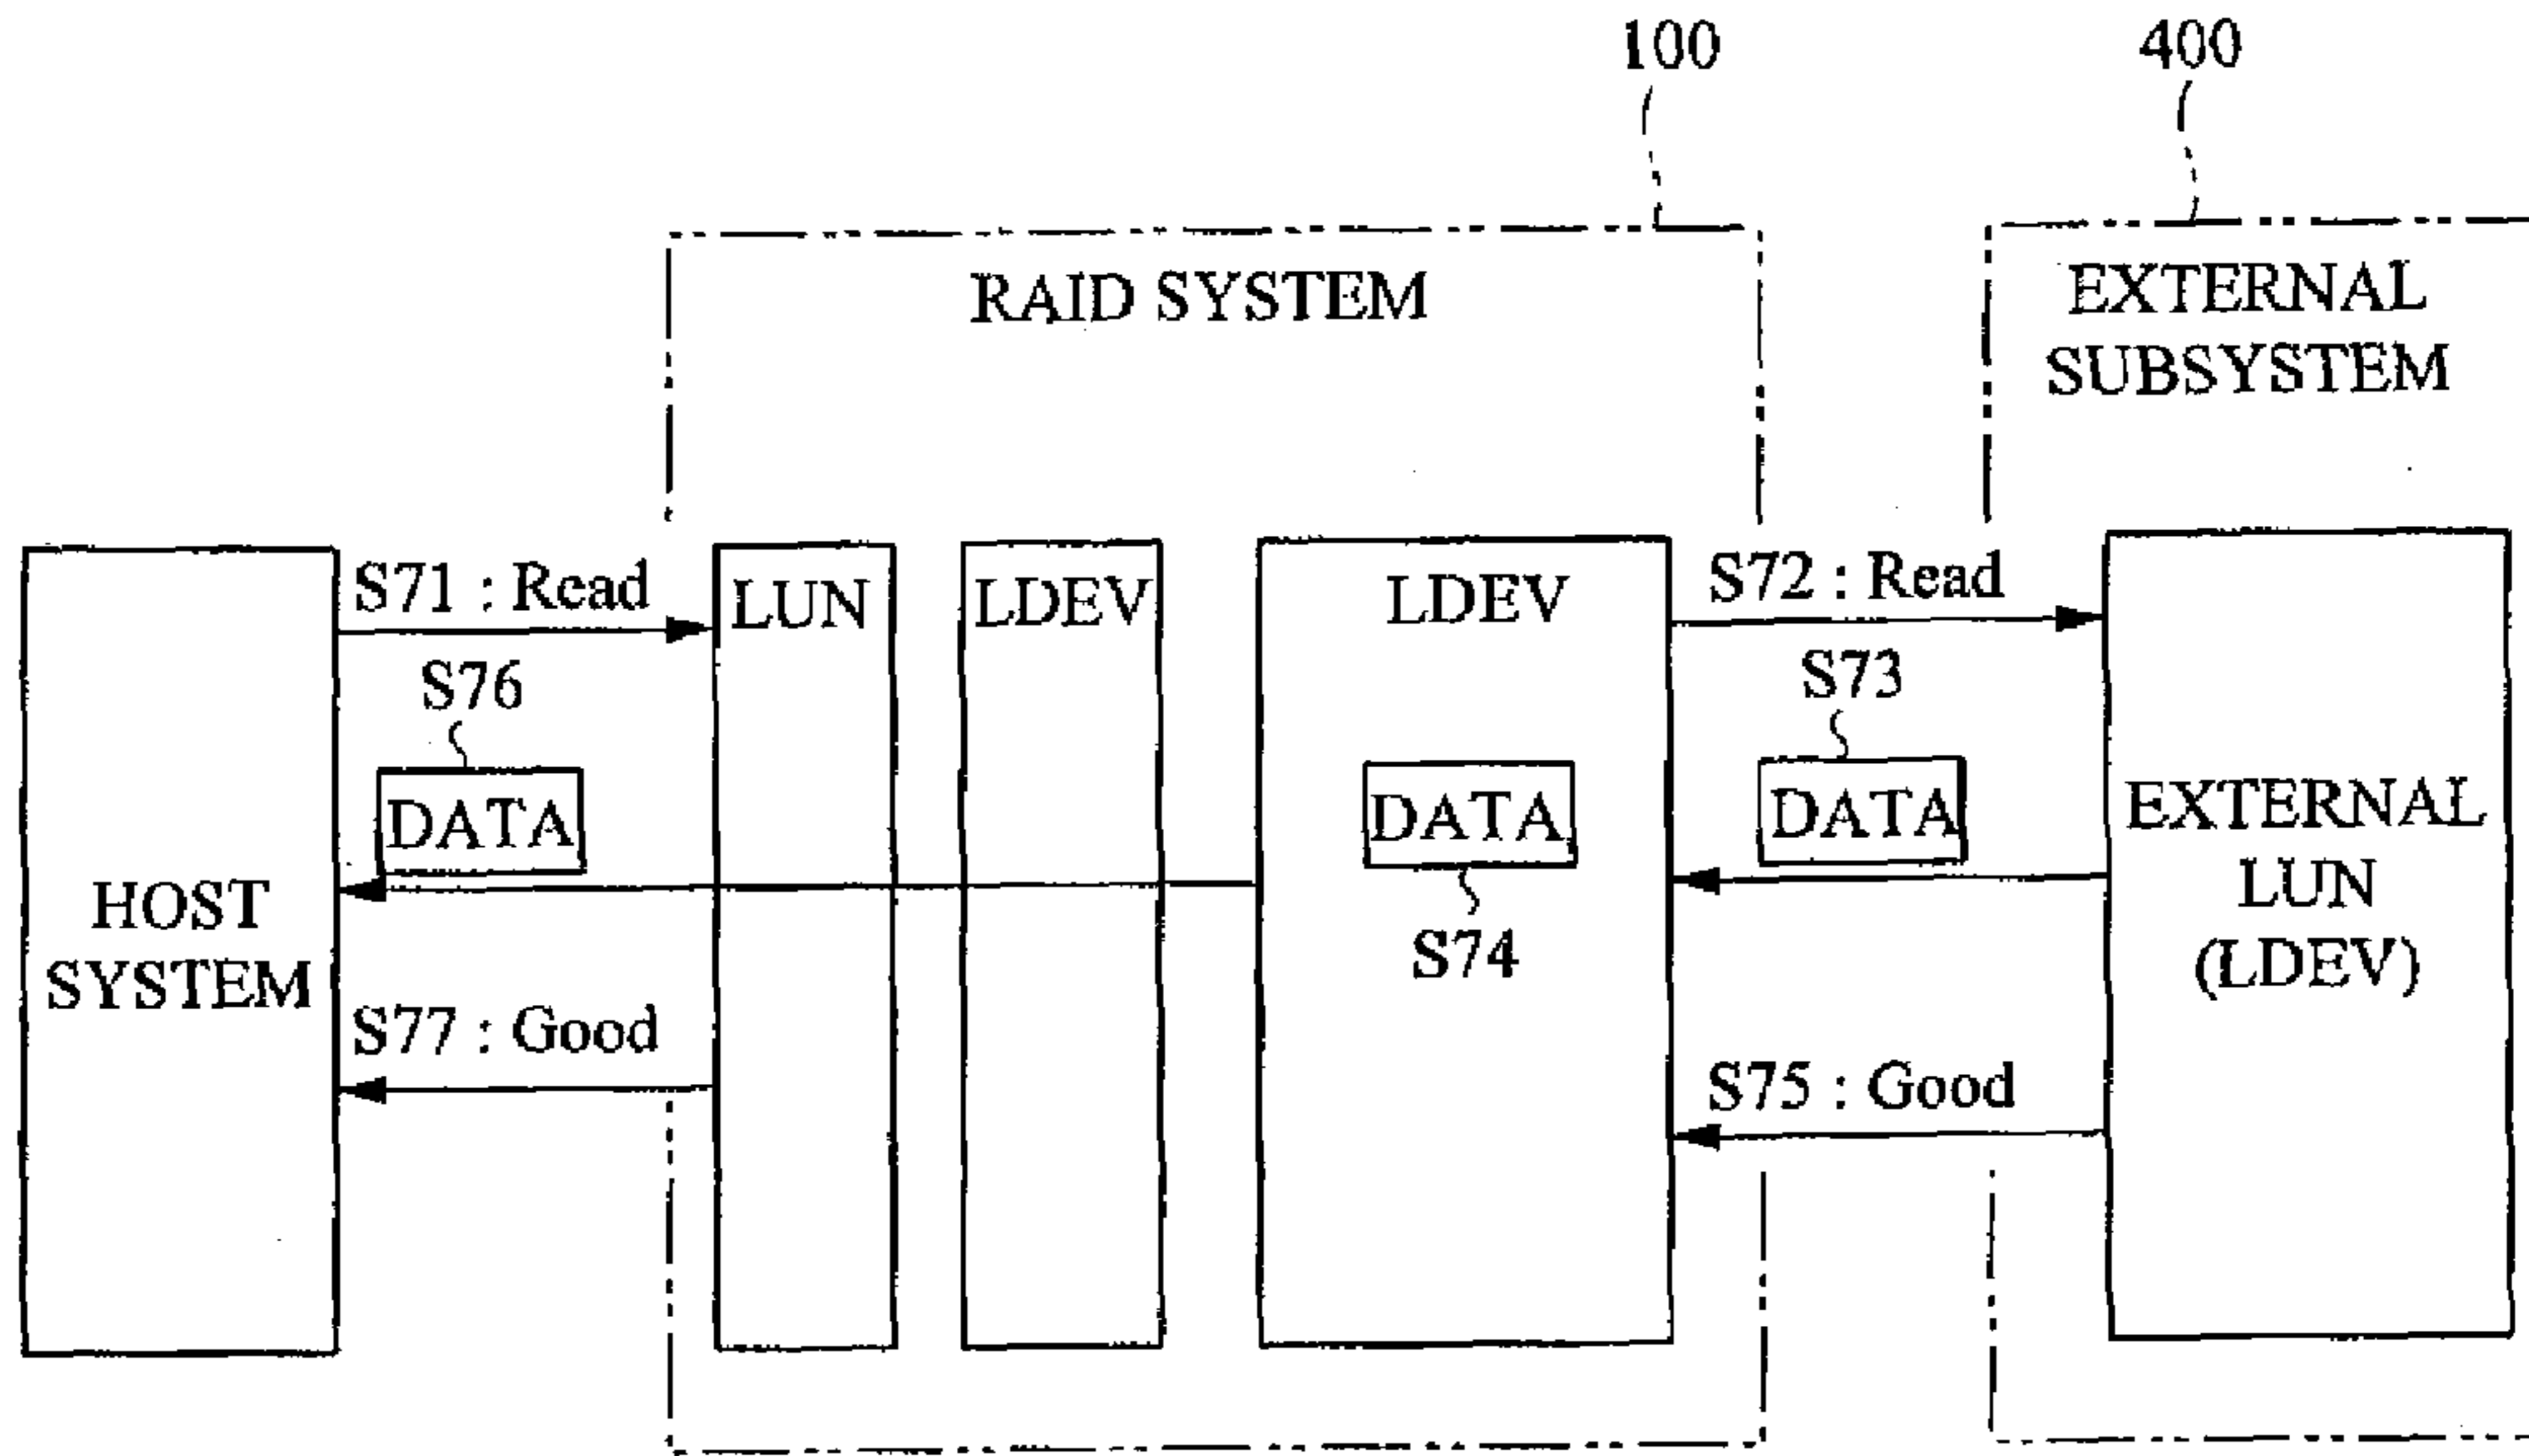 100
400
RAID SYSTEM
EXTERNAL
SUBSYSTEM
S71 : Read
LUN
LDEV
LDEV
S72 : Read
S76
S73
DATA
DATA
DATA
S74
HOST
SYSTEM
EXTERNAL
LUN
(LDEV)
S77 : Good
S75 : Good